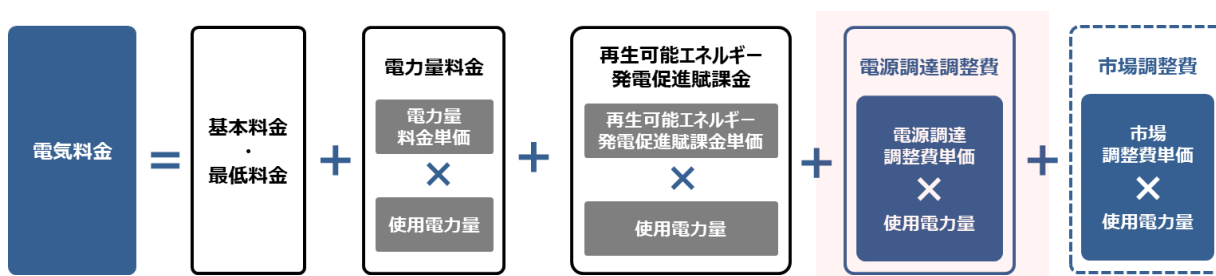 電気料金
＝
基本料金
・
最低料金
＋
電力量料金
電力量
料金単価
×
使用電力量
＋
再生可能エネルギー
発電促進賦課金
再生可能エネルギー
発電促進賦課金単価
×
使用電力量
＋
電源調達調整費
電源調達
調整費単価
×
使用電力量
＋
市場調整費
市場
調整費単価
×
使用電力量